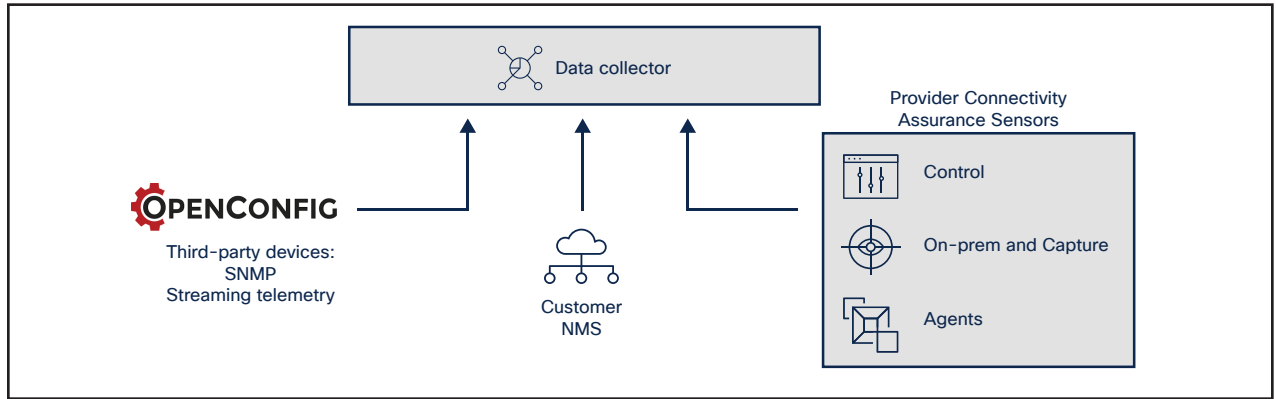 Data collector
Provider Connectivity
Assurance Sensors
Control
OPENCONFIG
On-prem and Capture
Third-party devices:
SNMP
Streaming telemetry
Customer
NMS
Agents